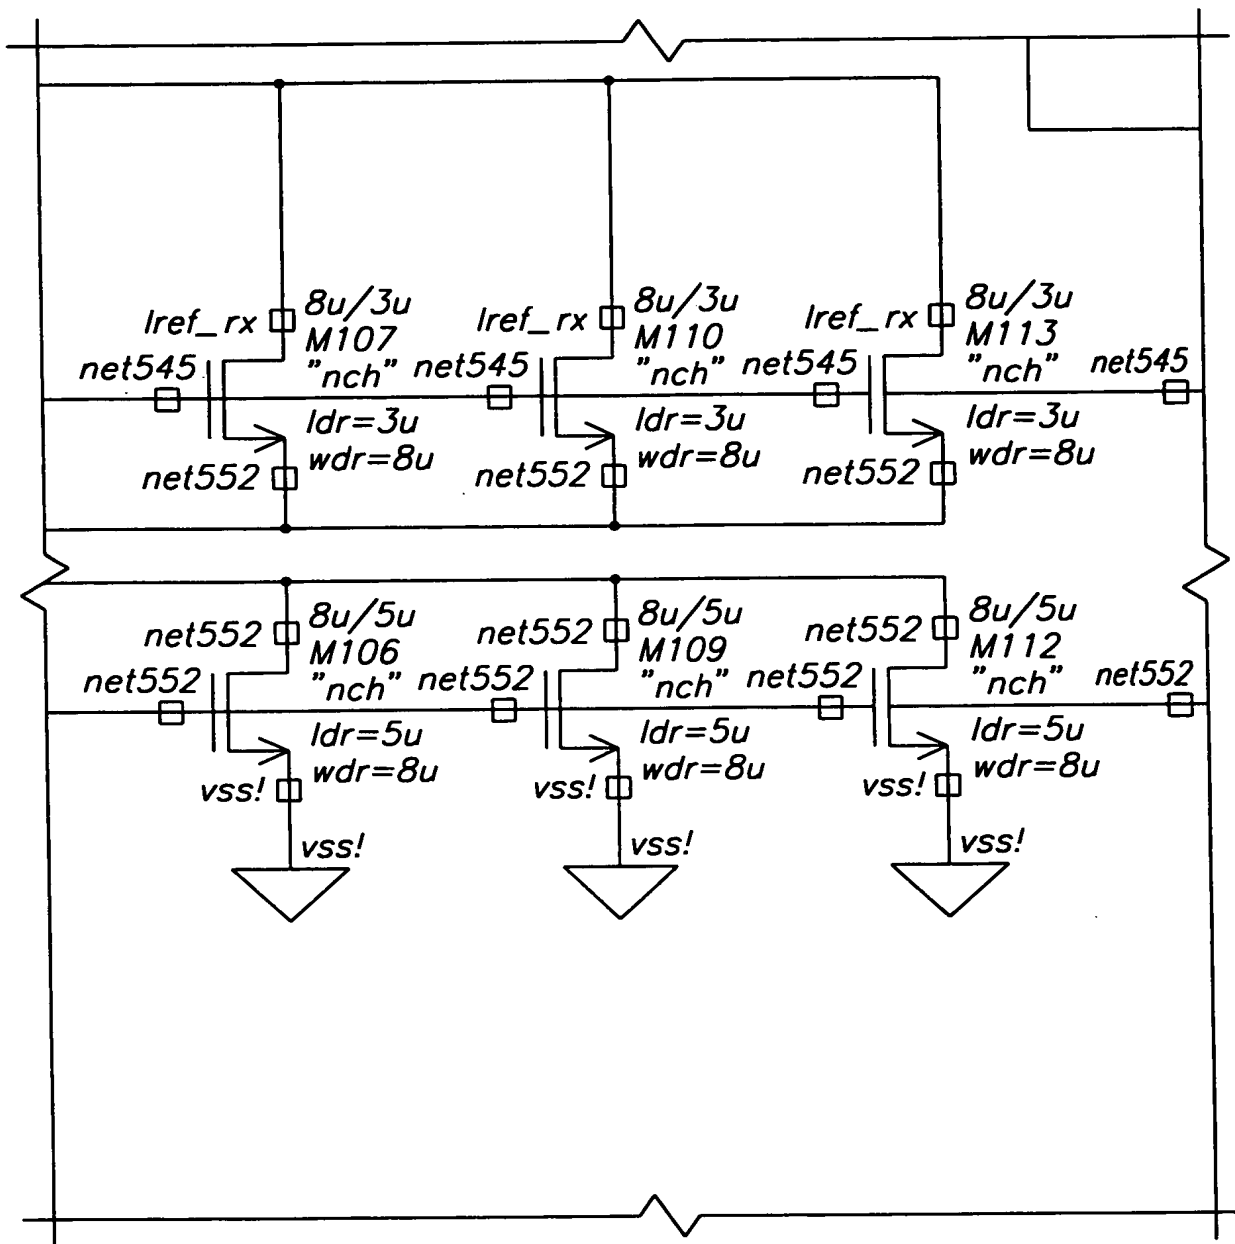 Iref_rx 8u/3u Iref_rx 8u/3u Iref_rx 8u/3u
M107 M110 M113
net545 "nch" net545 "nch" net545 "nch" net545
ldr=3u ldr=3u ldr=3u
net552 wdr=8u net552 wdr=8u net552 wdr=8u
net552 8u/5u net552 8u/5u net552 8u/5u
M106 M109 M112
net552 "nch" net552 "nch" net552 "nch" net552
ldr=5u ldr=5u ldr=5u
vss! wdr=8u vss! wdr=8u vss! wdr=8u
vss! vss! vss!